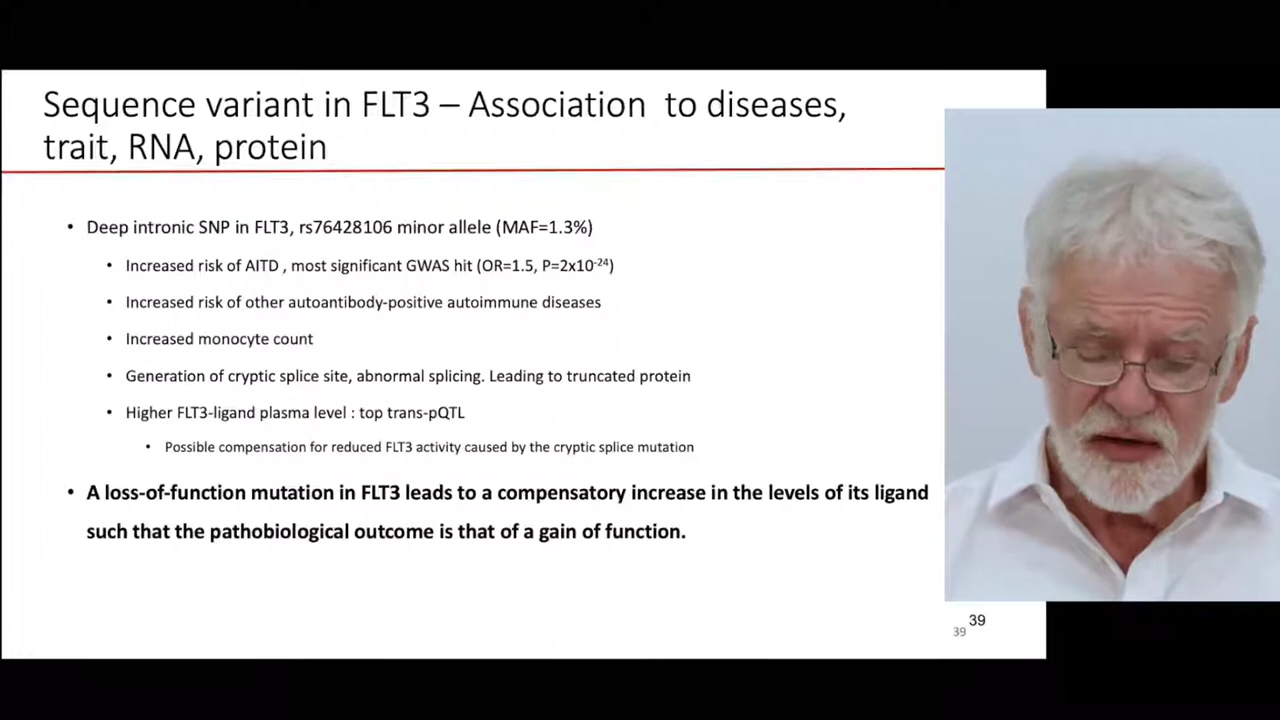 Sequence variant in FLT3 – Association to diseases,
trait, RNA, protein
• Deep intronic SNP in FLT3, rs76428106 minor allele (MAF=1.3%)
• Increased risk of AITD , most significant GWAS hit (OR=1.5, P=2x10⁻²⁴)
• Increased risk of other autoantibody-positive autoimmune diseases
• Increased monocyte count
• Generation of cryptic splice site, abnormal splicing. Leading to truncated protein
• Higher FLT3-ligand plasma level : top trans-pQTL
• Possible compensation for reduced FLT3 activity caused by the cryptic splice mutation
• A loss-of-function mutation in FLT3 leads to a compensatory increase in the levels of its ligand
such that the pathobiological outcome is that of a gain of function.
39
39